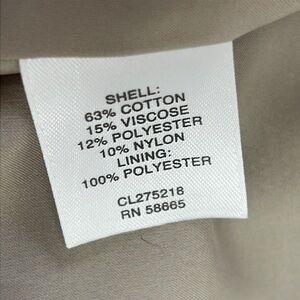 SHELL:
63% COTTON
15% VISCOSE
12% POLYESTER
10% NYLON
LINING:
100% POLYESTER
CL275218
RN 58665